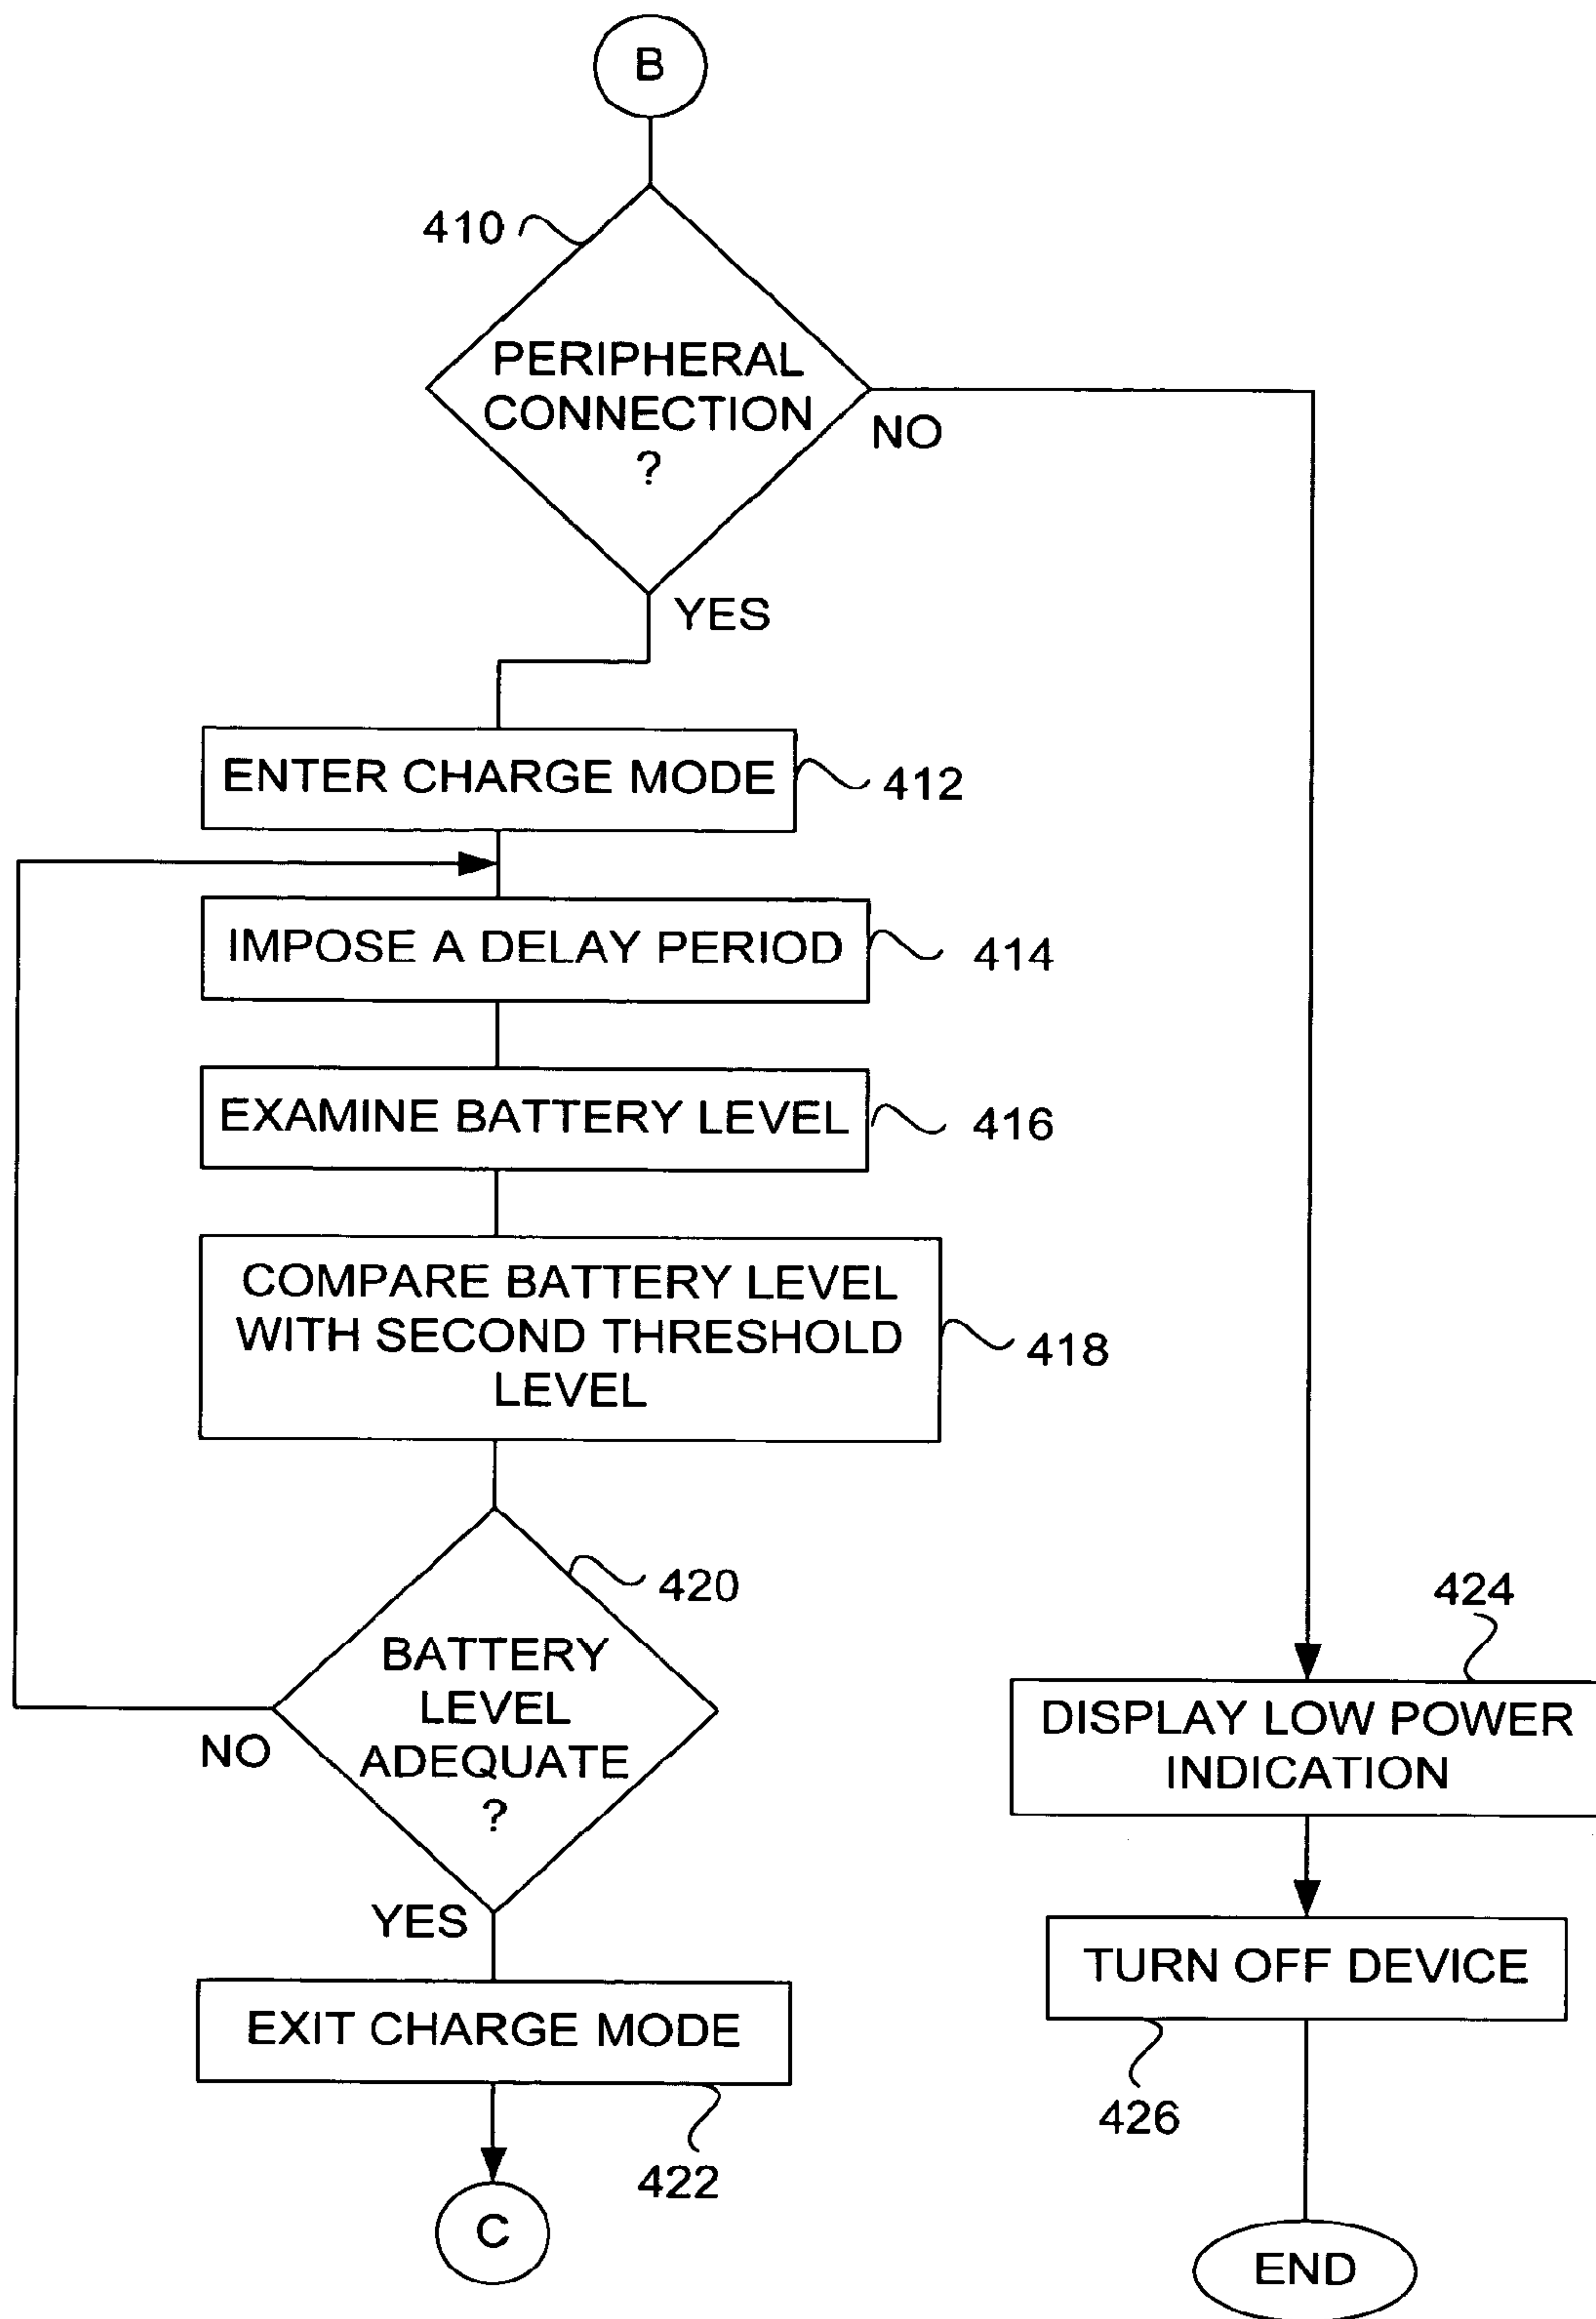 B
410
PERIPHERAL
CONNECTION
?
NO
YES
ENTER CHARGE MODE
412
IMPOSE A DELAY PERIOD
414
EXAMINE BATTERY LEVEL
416
COMPARE BATTERY LEVEL
WITH SECOND THRESHOLD
LEVEL
418
420
BATTERY
LEVEL
ADEQUATE
?
NO
YES
EXIT CHARGE MODE
422
C
424
DISPLAY LOW POWER
INDICATION
TURN OFF DEVICE
426
END